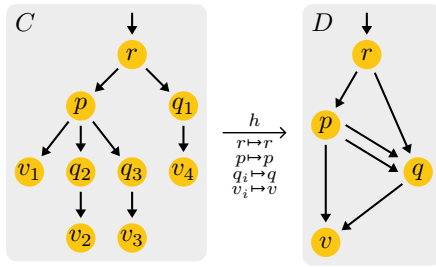 C
r
p q₁
v₁ q₂ q₃ v₄
v₂ v₃
h
r↦r
p↦p
qᵢ↦q
vᵢ↦v
D
r
p
q
v